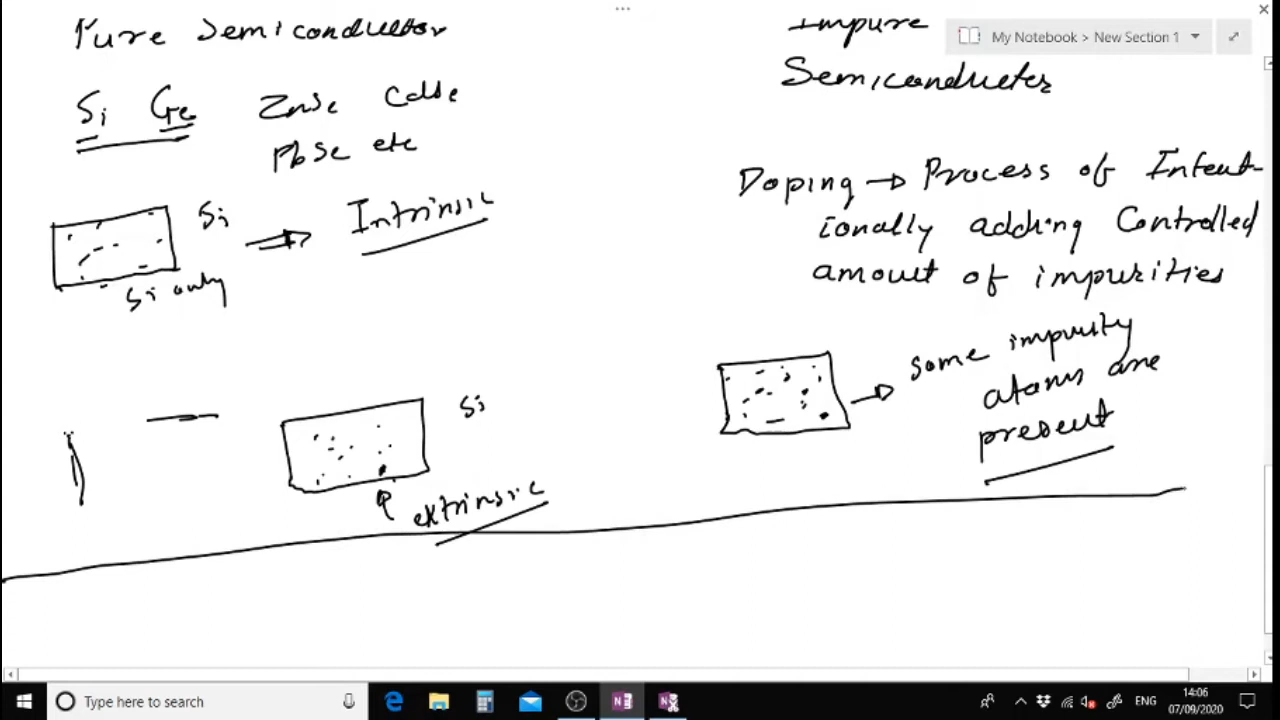 Pure Semiconductor
Si Ge ZnSe CdSe
PbSe etc
Si
Intrinsic
Si only
Si
extrinsic
Impure
Semiconductor
Doping → Process of Intent-
ionally adding Controlled
amount of impurities
some impurity
atoms are
present
My Notebook > New Section 1
Type here to search
ENG
14:06
07/09/2020